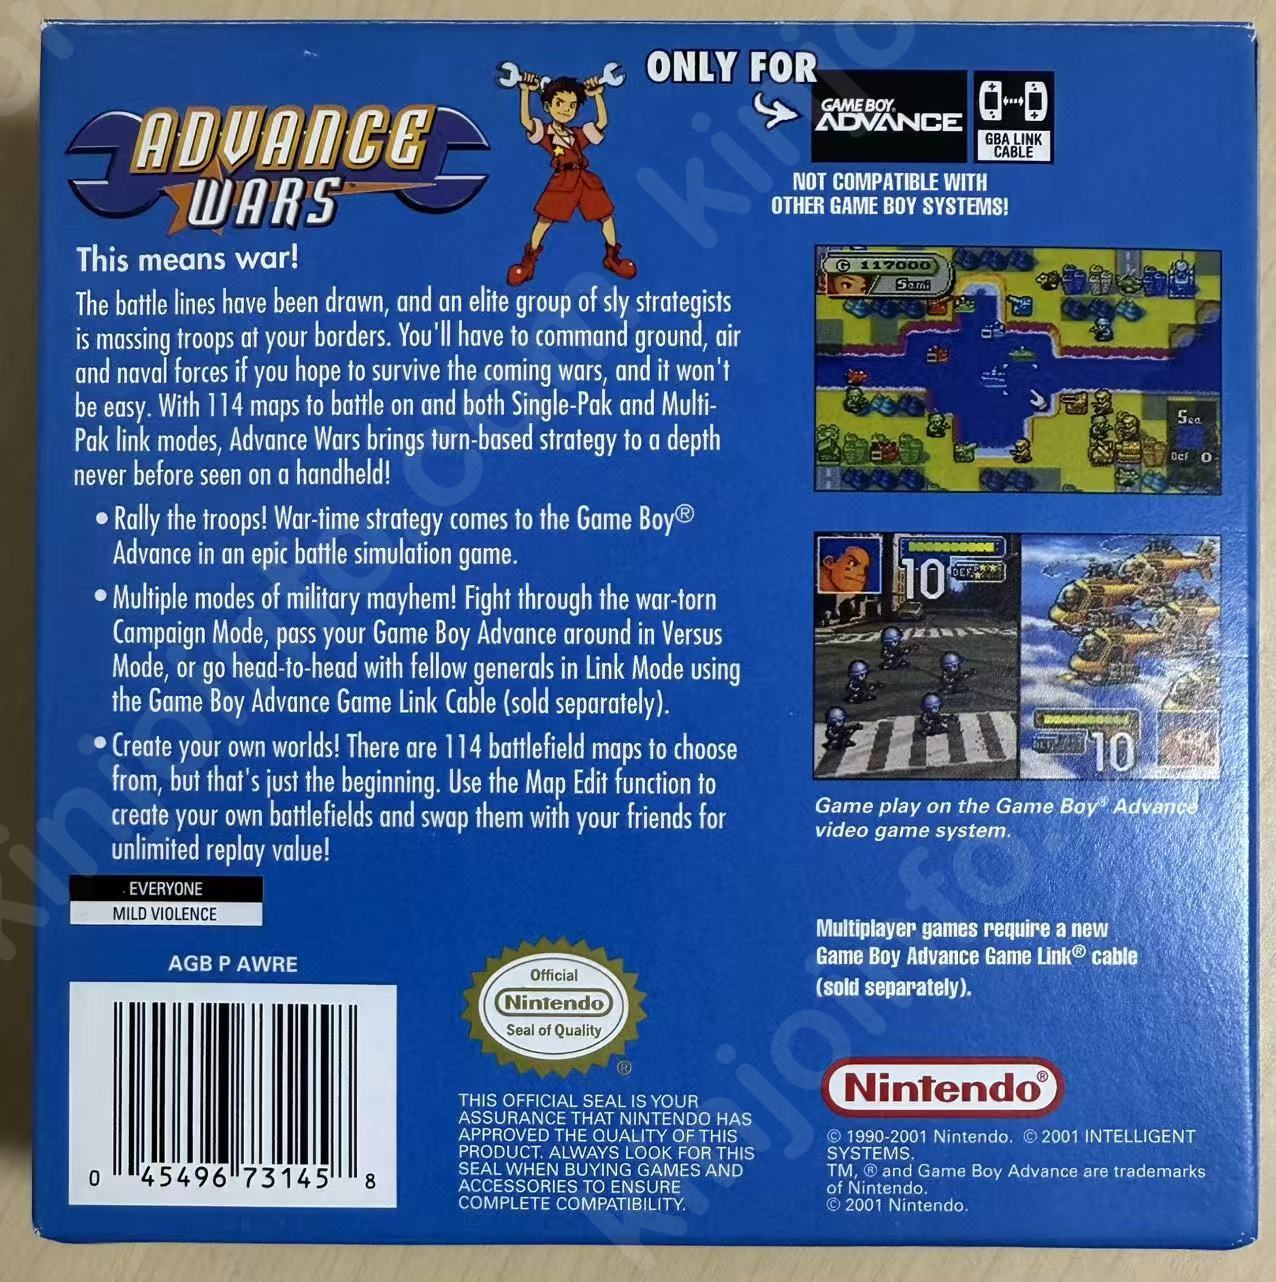 ONLY FOR
GAME BOY
ADVANCE
GBA LINK
CABLE
NOT COMPATIBLE WITH
OTHER GAME BOY SYSTEMS!
ADVANCE
WARS
This means war!
The battle lines have been drawn, and an elite group of sly strategists
is massing troops at your borders. You'll have to command ground, air
and naval forces if you hope to survive the coming wars, and it won't
be easy. With 114 maps to battle on and both Single-Pak and Multi-
Pak link modes, Advance Wars brings turn-based strategy to a depth
never before seen on a handheld!
• Rally the troops! War-time strategy comes to the Game Boy®
Advance in an epic battle simulation game.
• Multiple modes of military mayhem! Fight through the war-torn
Campaign Mode, pass your Game Boy Advance around in Versus
Mode, or go head-to-head with fellow generals in Link Mode using
the Game Boy Advance Game Link Cable (sold separately).
• Create your own worlds! There are 114 battlefield maps to choose
from, but that's just the beginning. Use the Map Edit function to
create your own battlefields and swap them with your friends for
unlimited replay value!
G 117000
Sami
Sea
DEF 0
10
DEF
10
Game play on the Game Boy® Advance
video game system.
EVERYONE
MILD VIOLENCE
AGB P AWRE
0 45496 73145 8
Official
Nintendo
Seal of Quality
®
THIS OFFICIAL SEAL IS YOUR
ASSURANCE THAT NINTENDO HAS
APPROVED THE QUALITY OF THIS
PRODUCT. ALWAYS LOOK FOR THIS
SEAL WHEN BUYING GAMES AND
ACCESSORIES TO ENSURE
COMPLETE COMPATIBILITY.
Multiplayer games require a new
Game Boy Advance Game Link® cable
(sold separately).
Nintendo®
© 1990-2001 Nintendo. © 2001 INTELLIGENT
SYSTEMS.
TM, ® and Game Boy Advance are trademarks
of Nintendo.
© 2001 Nintendo.